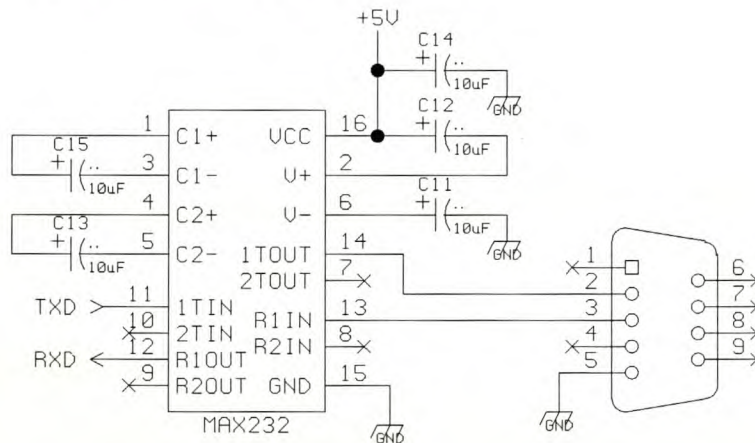 +5V
C14
+
10uF
GND
C12
+
10uF
1 C1+ VCC 16
C15
+
10uF
3 C1- V+ 2
4 C2+ V- 6
C11
+
10uF
GND
C13
+
10uF
5 C2- 1TOUT 14
2TOUT 7
TXD 11 1TIN
R1IN 13
10 2TIN
R2IN 8
RXD 12 R1OUT
9 R2OUT GND 15
GND
MAX232
1
2
3
4
5
GND
6
7
8
9